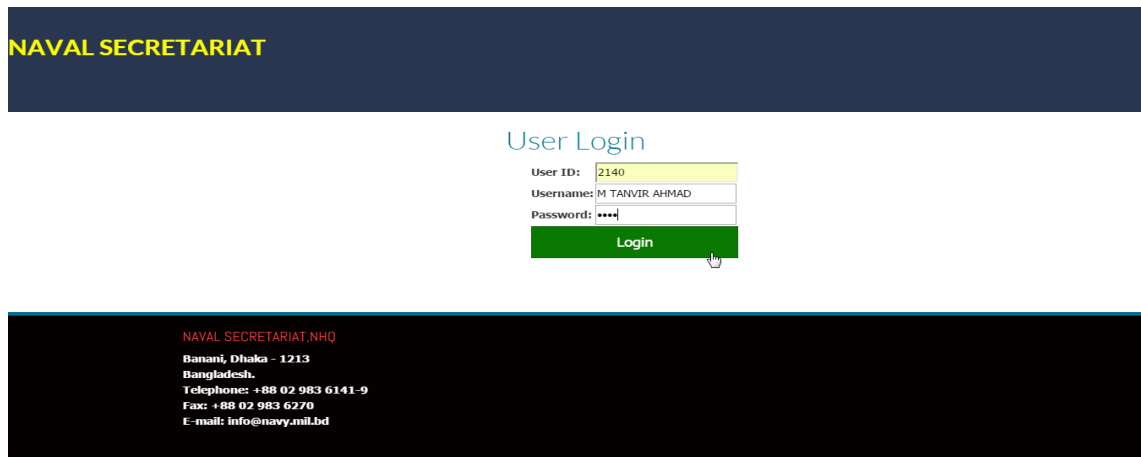 NAVAL SECRETARIAT
User Login
User ID: 2140
Username: M TANVIR AHMAD
Password: ••••
Login
NAVAL SECRETARIAT,NHQ
Banani, Dhaka - 1213
Bangladesh.
Telephone: +88 02 983 6141-9
Fax: +88 02 983 6270
E-mail: info@navy.mil.bd